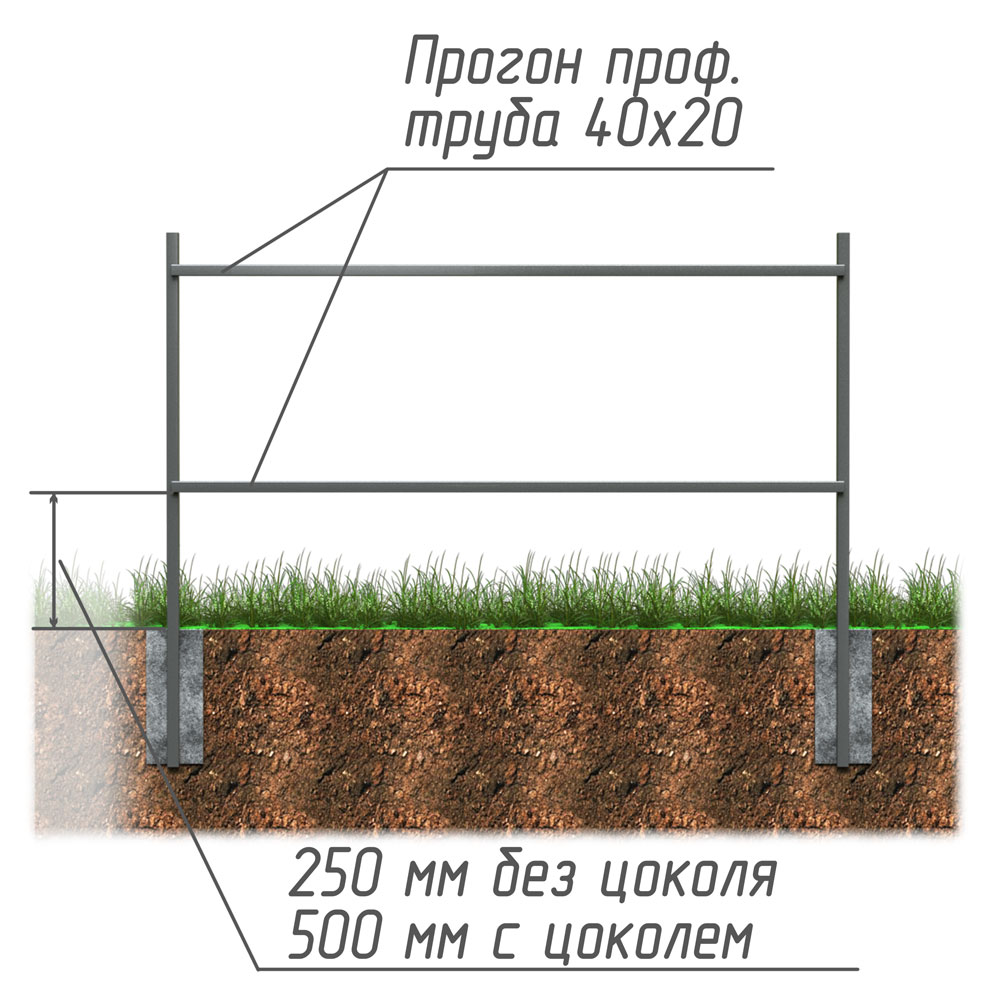 Прогон проф.
труба 40х20
250 мм без цоколя
500 мм с цоколем